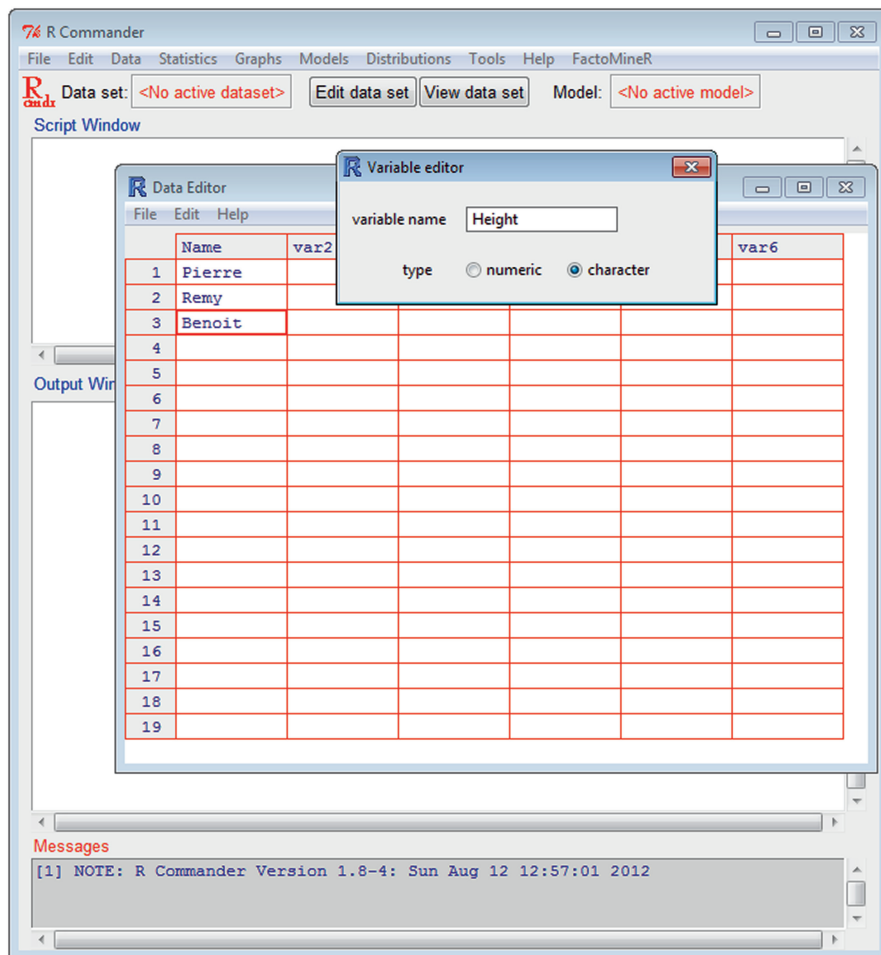 R Commander
File Edit Data Statistics Graphs Models Distributions Tools Help FactoMineR
R cmdr Data set: <No active dataset> Edit data set View data set Model: <No active model>
Script Window
Data Editor
File Edit Help
Variable editor
variable name Height
type numeric character
Name var2 var6
1 Pierre
2 Remy
3 Benoit
4
5
6
7
8
9
10
11
12
13
14
15
16
17
18
19
Output Wir
Messages
[1] NOTE: R Commander Version 1.8-4: Sun Aug 12 12:57:01 2012